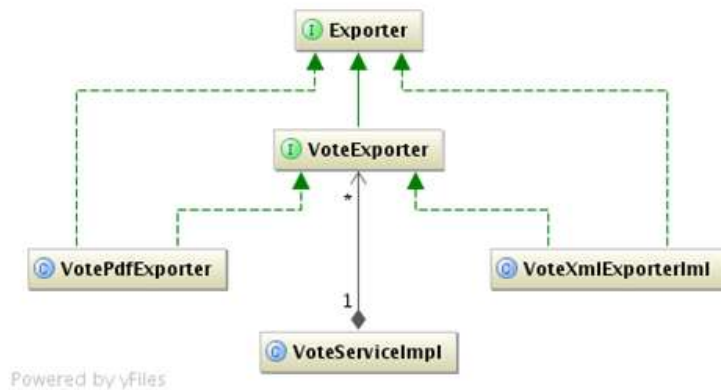 I Exporter
I VoteExporter
*
C VotePdfExporter
C VoteXmlExporterIml
1
C VoteServiceImpl
Powered by yFiles